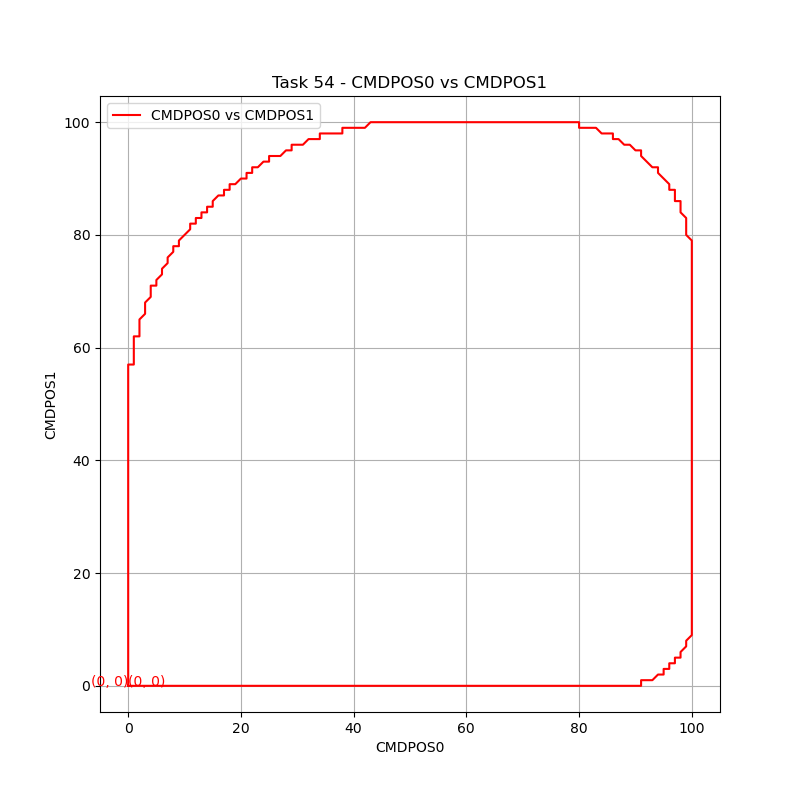 Task 54 - CMDPOS0 vs CMDPOS1
CMDPOS0 vs CMDPOS1
100
80
60
40
20
0
CMDPOS1
(0, 0)(0, 0)
0 20 40 60 80 100
CMDPOS0